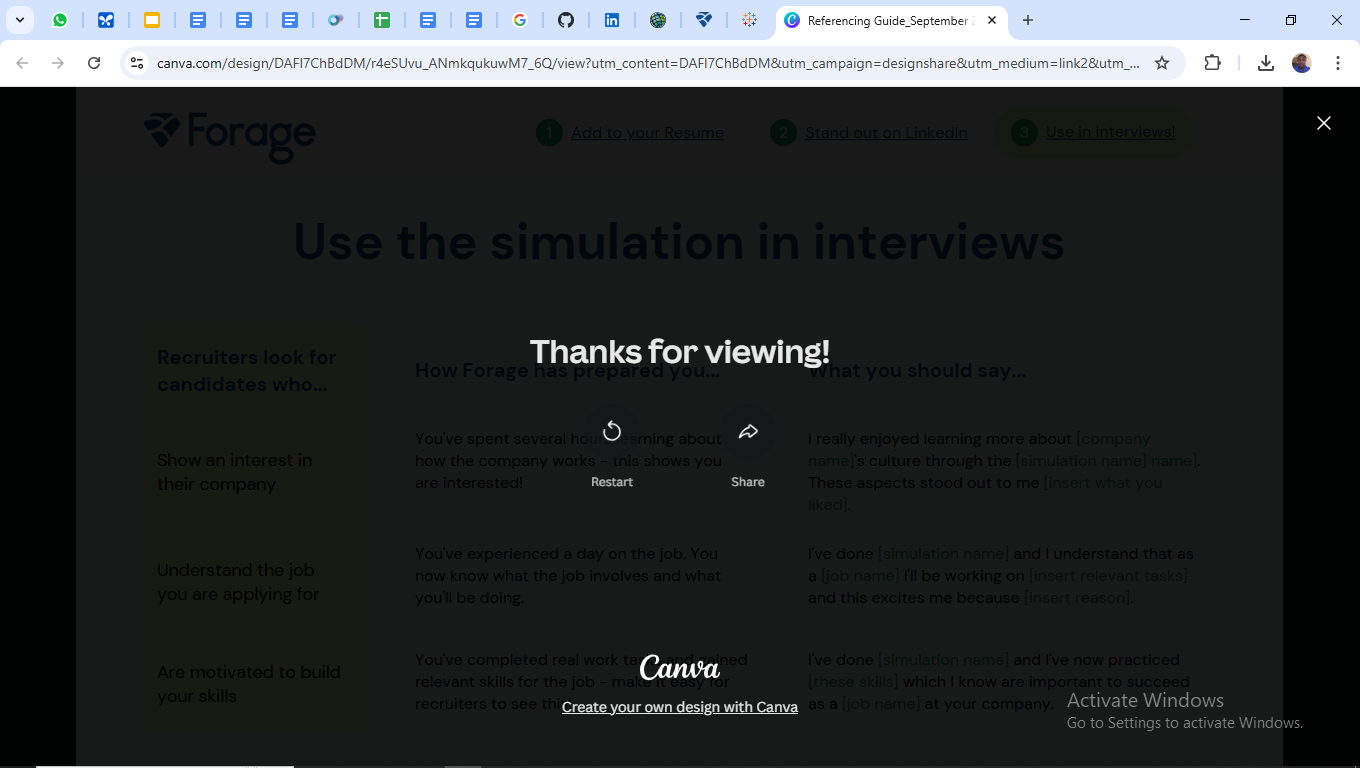 Referencing Guide_September 2
canva.com/design/DAFI7ChBdDM/r4eSUvu_ANmkqukuwM7_6Q/view?utm_content=DAFI7ChBdDM&utm_campaign=designshare&utm_medium=link2&utm_...
Forage
1 Add to your Resume
2 Stand out on LinkedIn
3 Use in interviews!
Use the simulation in interviews
Thanks for viewing!
Restart
Share
Recruiters look for
candidates who...
Show an interest in
their company
Understand the job
you are applying for
Are motivated to build
your skills
How Forage has prepared you...
You've spent several learning about
how the company works – this shows you
are interested!
You've experienced a day on the job. You
now know what the job involves and what
you'll be doing.
You've completed real work and gained
relevant skills for the job – make it easy for
recruiters to see
What you should say...
I really enjoyed learning more about [company
name]'s culture through the [simulation name] name].
These aspects stood out to me [insert what you
liked].
I've done [simulation name] and I understand that as
a [job name] I'll be working on [insert relevant tasks]
and this excites me because [insert reason].
I've done [simulation name] and I've now practiced
[these skills] which I know are important to succeed
as a [job name] at your company.
Canva
Create your own design with Canva
Activate Windows
Go to Settings to activate Windows.